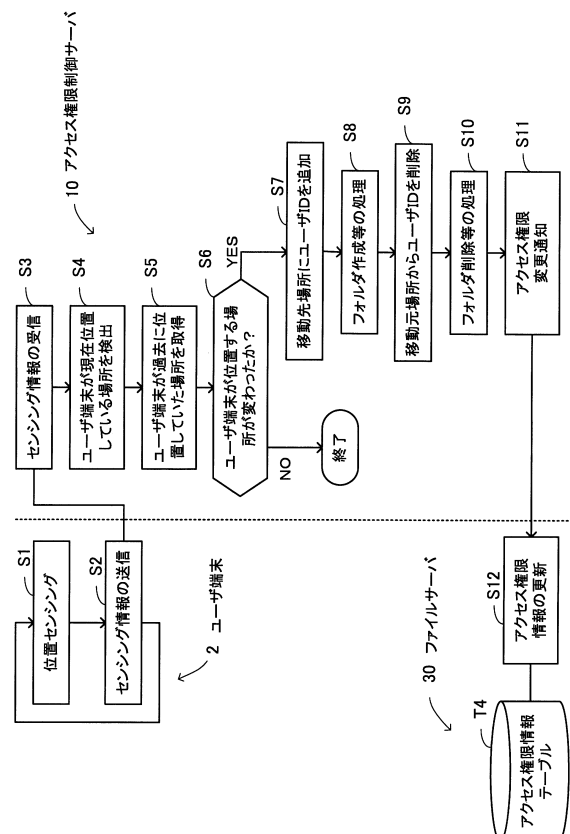 S1
位置センシング
S2
センシング情報の送信
2 ユーザ端末
10 アクセス権限制御サーバ
S3
センシング情報の受信
S4
ユーザ端末が現在位置
している場所を検出
S5
ユーザ端末が過去に位
置していた場所を取得
S6
ユーザ端末が位置する場
所が変わったか?
YES
NO
終了
S7
移動先場所にユーザIDを追加
S8
フォルダ作成等の処理
S9
移動元場所からユーザIDを削除
S10
フォルダ削除等の処理
S11
アクセス権限
変更通知
30 ファイルサーバ
S12
アクセス権限
情報の更新
T4
アクセス権限情報
テーブル